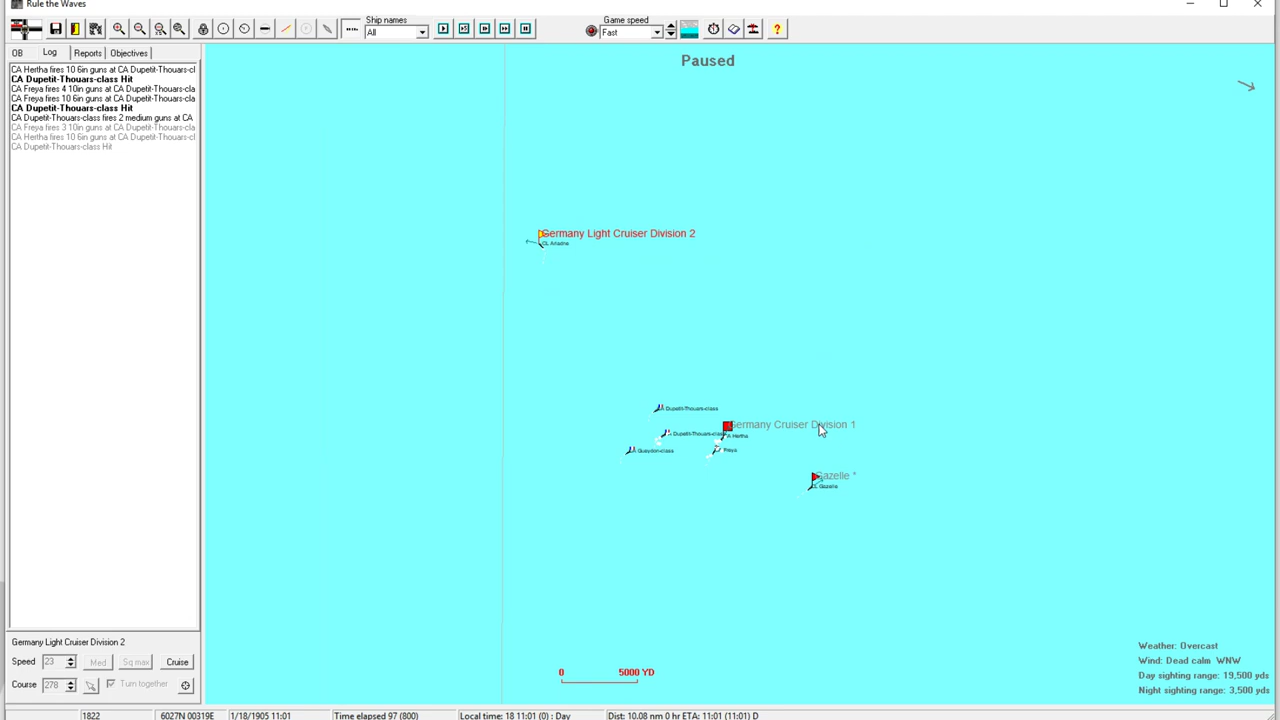 Rule the Waves
Ship names
All
Game speed
Fast
OB Log Reports Objectives
Paused
CA Hertha fires 10 6in guns at CA Dupetit-Thouars-cl
CA Dupetit-Thouars-class Hit
CA Freya fires 4 10in guns at CA Dupetit-Thouars-cla
CA Freya fires 10 6in guns at CA Dupetit-Thouars-cla
CA Dupetit-Thouars-class Hit
CA Dupetit-Thouars-class fires 2 medium guns at CA
CA Freya fires 3 10in guns at CA Dupetit-Thouars-cla
CA Hertha fires 10 6in guns at CA Dupetit-Thouars-cl
CA Dupetit-Thouars-class Hit
Germany Light Cruiser Division 2
CL Ariadne
Dupetit-Thouars-class
Germany Cruiser Division 1
Dupetit-Thouars-class
A Hertha
Gueydon-class
Freya
Gazelle *
CL Gazelle
0 5000 YD
Weather: Overcast
Wind: Dead calm WNW
Day sighting range: 19,500 yds
Night sighting range: 3,500 yds
Germany Light Cruiser Division 2
Speed 23 Med Sq max Cruise
Course 278 Turn together
1822 6027N 00319E 1/18/1905 11:01 Time elapsed 97 (800) Local time: 18 11:01 (0) : Day Dist: 10.08 nm 0 hr ETA: 11:01 (11:01) D